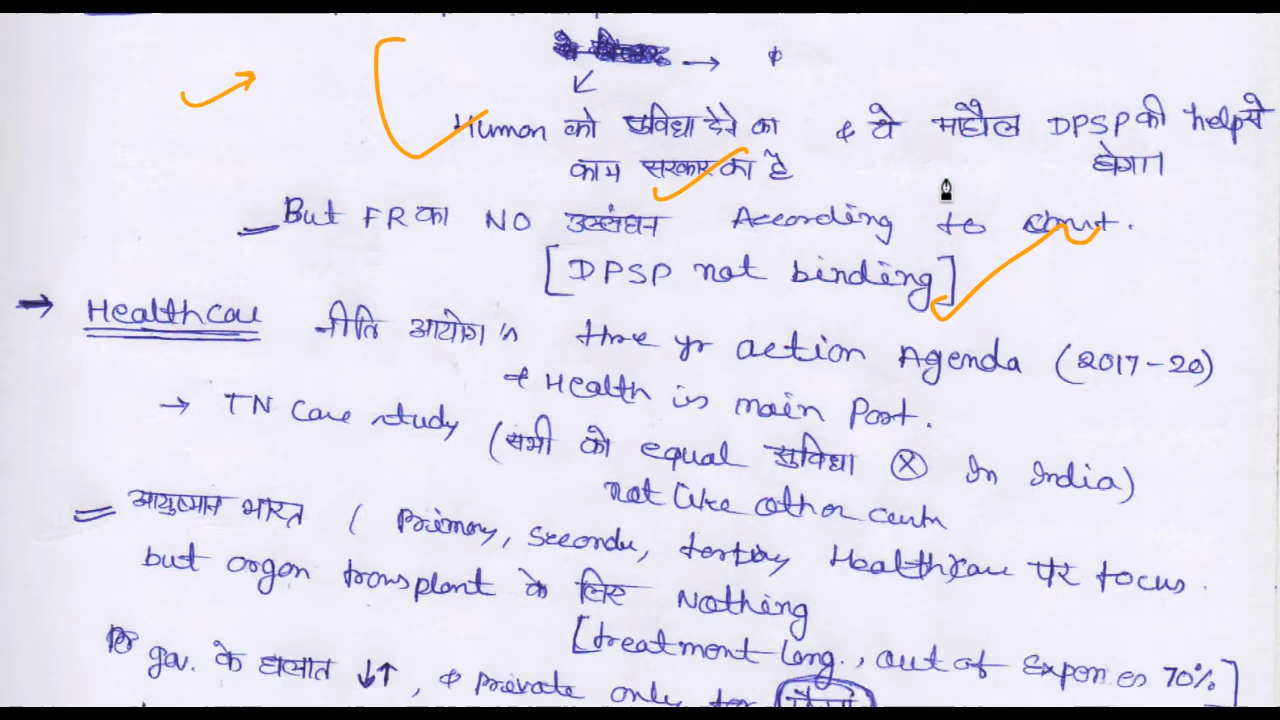 Human को सुविधा देने का & ये माहौल DPSP की help से
काम सरकार का है होगा।
But FR का NO उल्लंघन According to court.
[DPSP not binding]
→ Healthcare नीति आयोग 'n three yr action Agenda (2017-20)
& Health is main Part.
→ TN Case study (सभी को equal सुविधा ⓧ In India)
not like other
= आयुष्मान भारत ( Primary, Seconda, tertiay Healthcare पर focus.
but organ transplant के लिए Nothing
[treatment long., out of Expenses 70%]
gov. के हालात ↓↑, & private only for